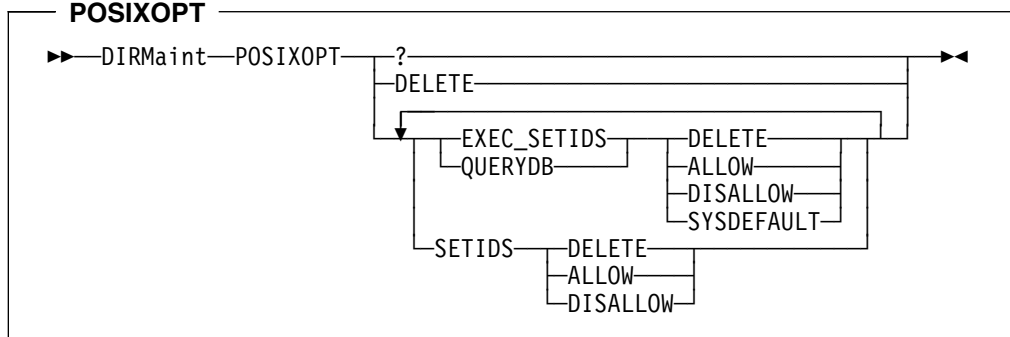 POSIXOPT
DIRMaint POSIXOPT ?
DELETE
EXEC_SETIDS DELETE
QUERYDB ALLOW
DISALLOW
SYSDEFAULT
SETIDS DELETE
ALLOW
DISALLOW